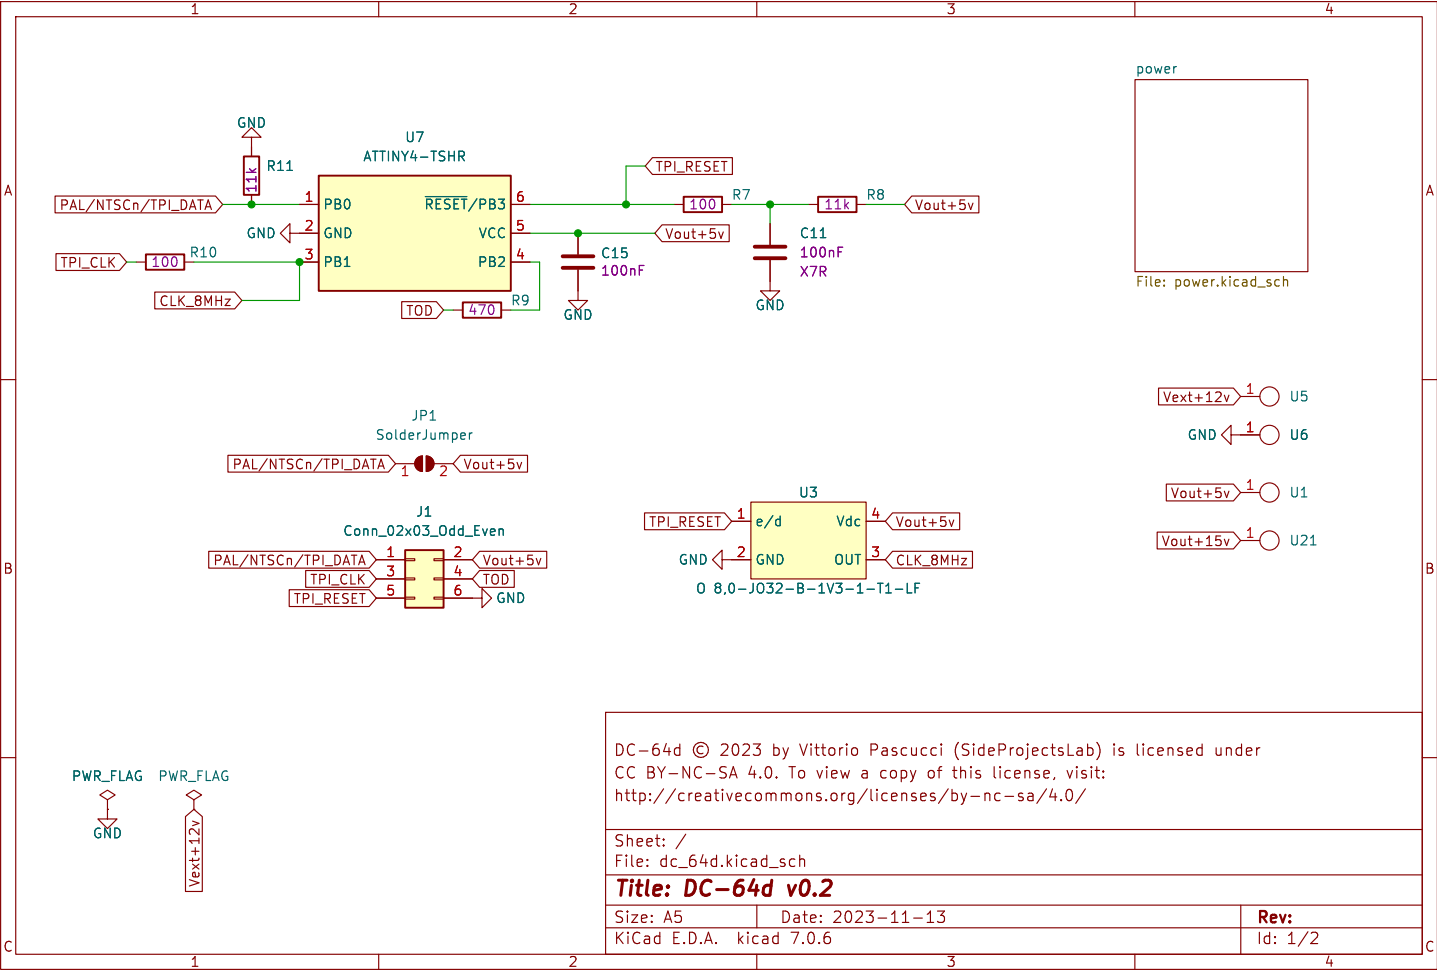 1 2 3 4
A A
B B
C C
1 2 3 4
GND
R11
11k
PAL/NTSCn/TPI_DATA
GND
TPI_CLK
100
R10
CLK_8MHz
U7
ATTINY4-TSHR
1 PB0
2 GND
3 PB1
RESET/PB3 6
VCC 5
PB2 4
TOD
470
R9
TPI_RESET
100
R7
11k
R8
Vout+5v
Vout+5v
C15
100nF
GND
C11
100nF
X7R
GND
power
File: power.kicad_sch
JP1
SolderJumper
PAL/NTSCn/TPI_DATA 1 2 Vout+5v
J1
Conn_02x03_Odd_Even
PAL/NTSCn/TPI_DATA 1 2 Vout+5v
TPI_CLK 3 4 TOD
TPI_RESET 5 6 GND
U3
TPI_RESET 1 e/d Vdc 4 Vout+5v
GND 2 GND OUT 3 CLK_8MHz
O 8,0-JO32-B-1V3-1-T1-LF
Vext+12v 1 U5
GND 1 U6
Vout+5v 1 U1
Vout+15v 1 U21
PWR_FLAG PWR_FLAG
GND
Vext+12v
DC-64d © 2023 by Vittorio Pascucci (SideProjectsLab) is licensed under
CC BY-NC-SA 4.0. To view a copy of this license, visit:
http://creativecommons.org/licenses/by-nc-sa/4.0/
Sheet: /
File: dc_64d.kicad_sch
Title: DC-64d v0.2
Size: A5 Date: 2023-11-13 Rev:
KiCad E.D.A. kicad 7.0.6 Id: 1/2